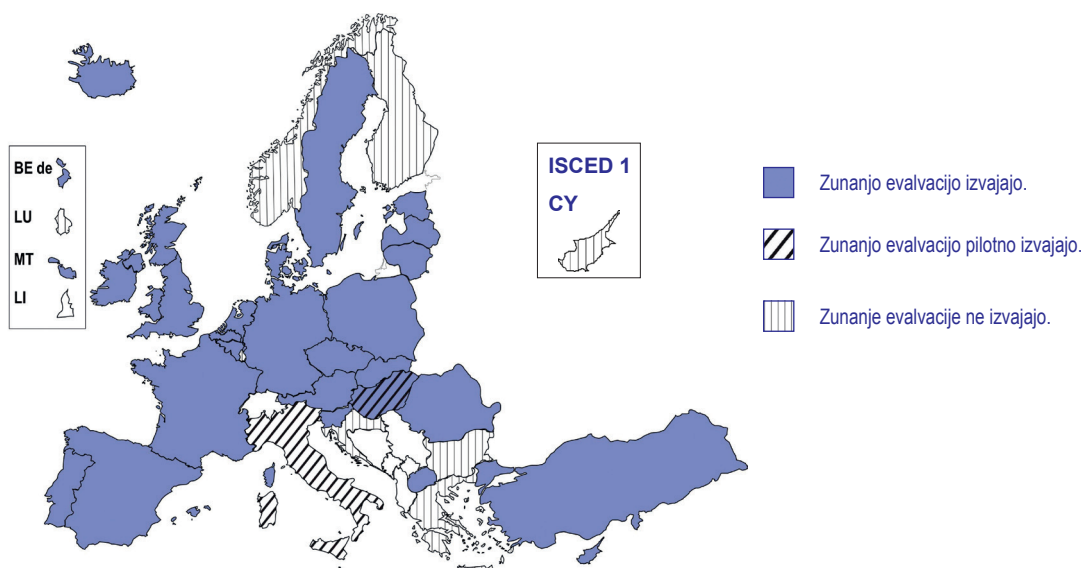 BE de
LU
MT
LI
ISCED 1
CY
Zunanjo evalvacijo izvajajo.
Zunanjo evalvacijo pilotno izvajajo.
Zunanje evalvacije ne izvajajo.